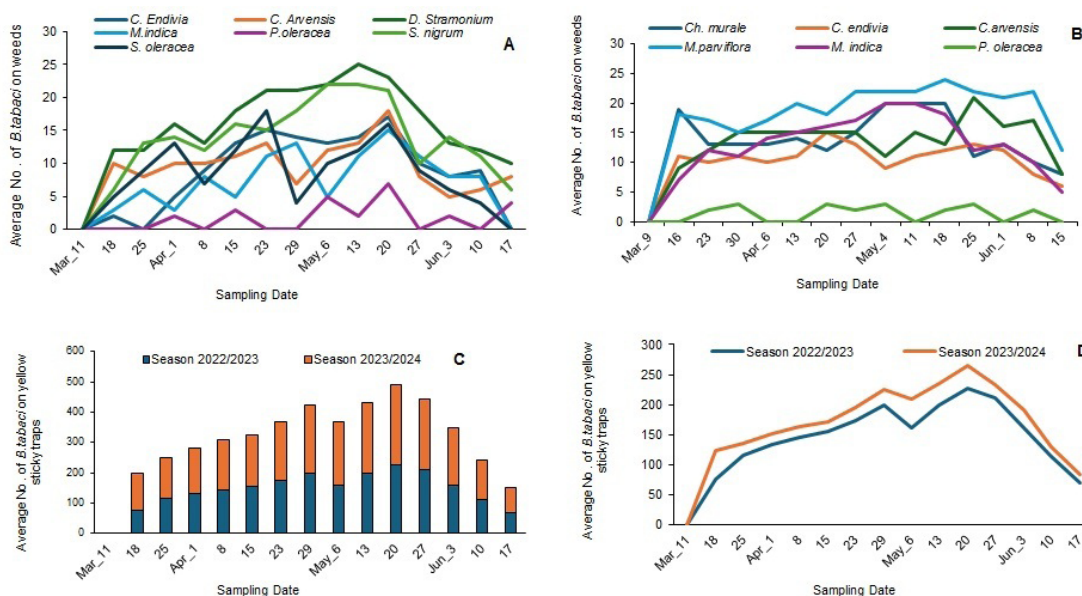 C. Endivia C. Arvensis D. Stramonium
M.indica P.oleracea S. nigrum
S. oleracea
A
Average No . of B.tabaci on weeds
30
25
20
15
10
5
0
Mar_11 18 25 Apr_1 8 15 23 29 May_6 13 20 27 Jun_3 10 17
Sampling Date
Ch. murale C. endivia C.arvensis
M.parviflora M. indica P. oleracea
B
Average No . of B.tabaci on weeds
30
25
20
15
10
5
0
Mar_9 16 23 30 Apr_6 13 20 27 May_4 11 18 25 Jun_1 8 15
Sampling Date
Season 2022/2023 Season 2023/2024
C
Average No . of B.tabaci on yellow
sticky traps
600
500
400
300
200
100
0
Mar_11 18 25 Apr_1 8 15 23 29 May_6 13 20 27 Jun_3 10 17
Sampling Date
Season 2022/2023 Season 2023/2024
Average No . of B.tabaci on yellow
sticky traps
300
250
200
150
100
50
0
Mar_11 18 25 Apr_1 8 15 23 29 May_6 13 20 27 Jun_3 10 17
Sampling Date